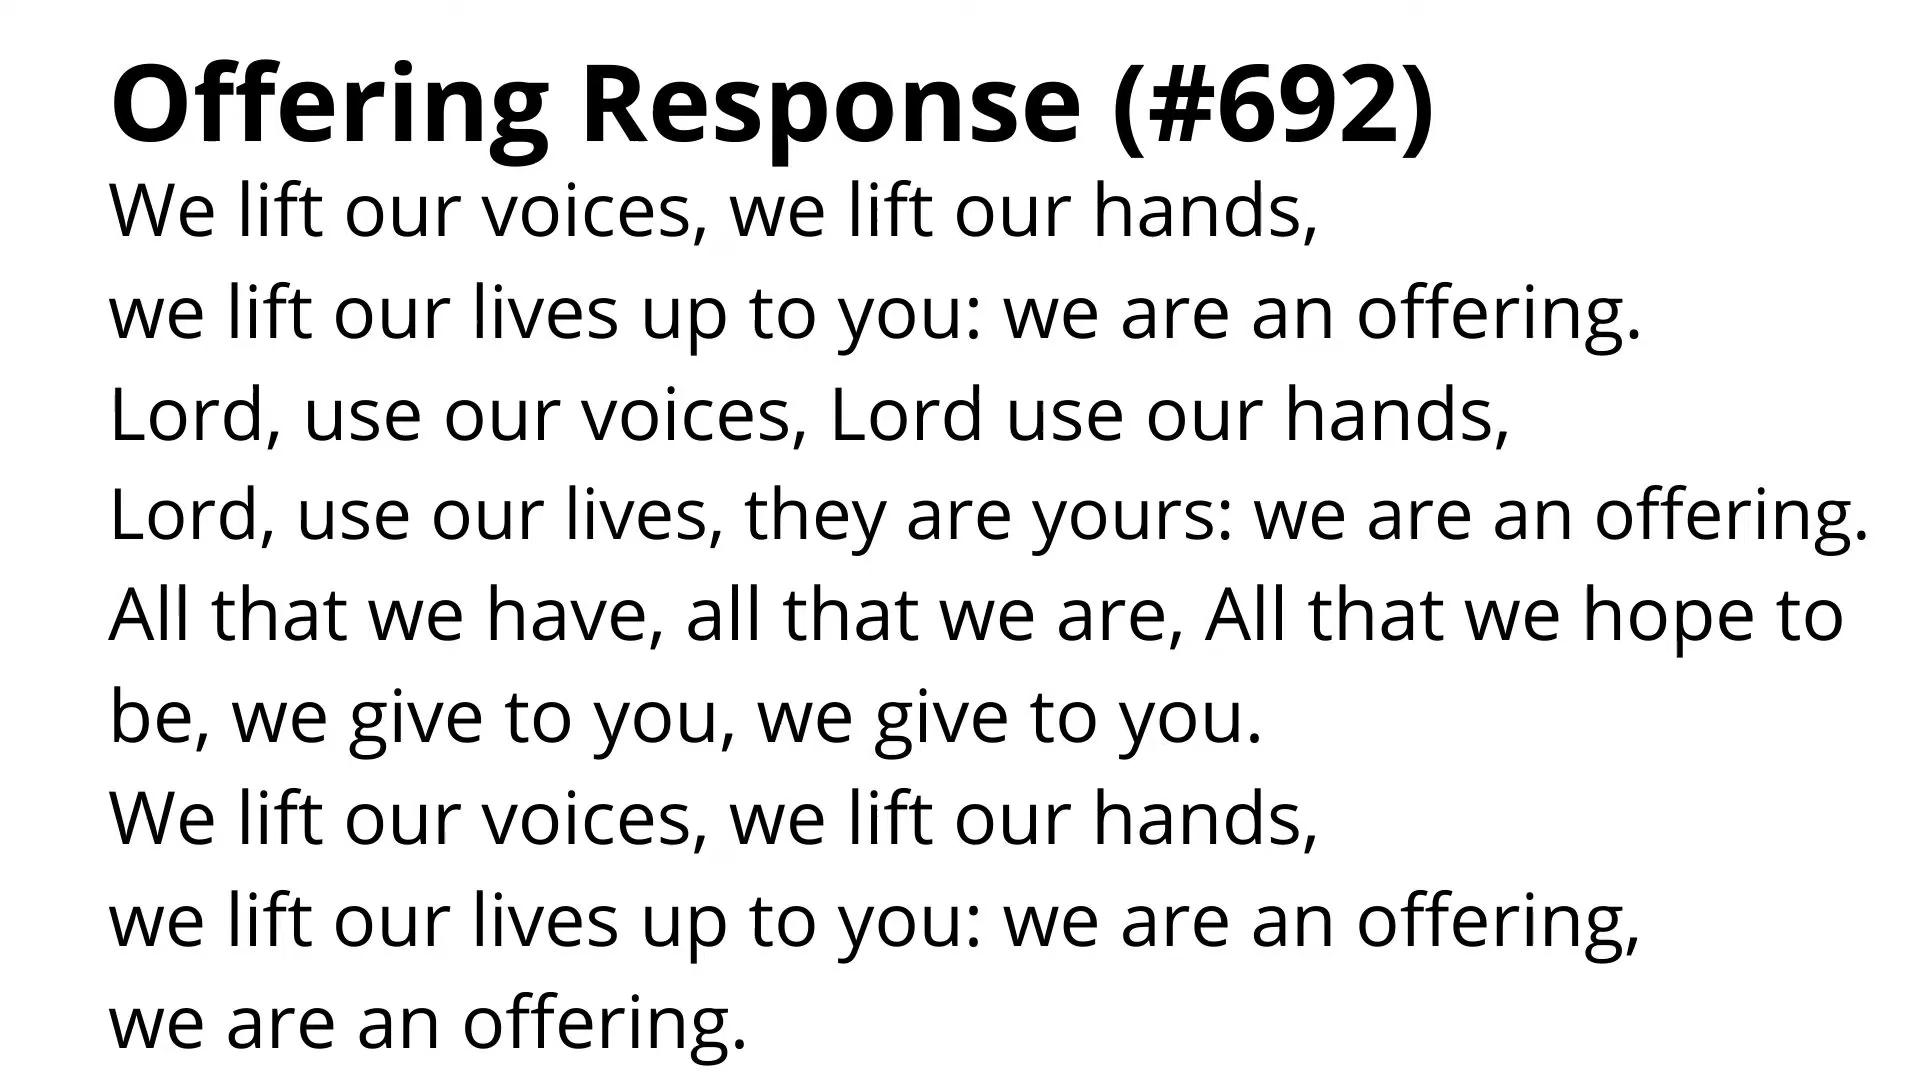 Offering Response (#692)
We lift our voices, we lift our hands,
we lift our lives up to you: we are an offering.
Lord, use our voices, Lord use our hands,
Lord, use our lives, they are yours: we are an offering.
All that we have, all that we are, All that we hope to
be, we give to you, we give to you.
We lift our voices, we lift our hands,
we lift our lives up to you: we are an offering,
we are an offering.